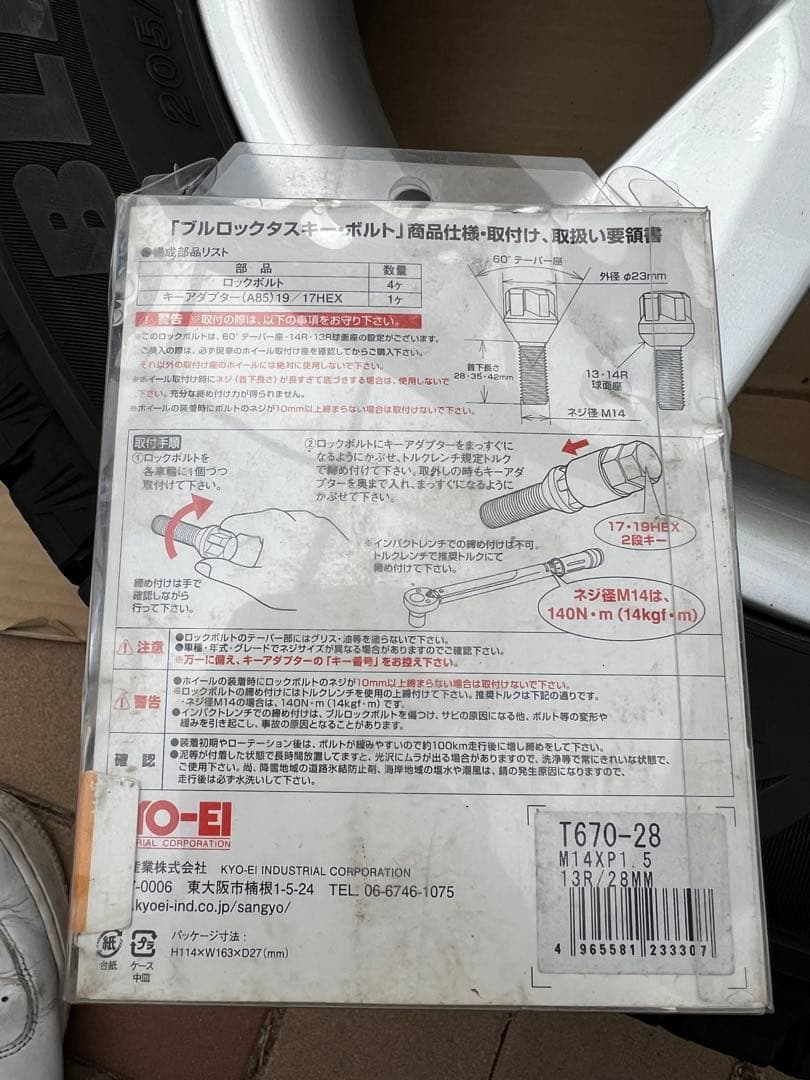 BL
205/
「ブルロックタスキー・ボルト」商品仕様・取付け、取扱い要領書
●構成部品リスト
部品 数量
ロックボルト 4ヶ
キーアダプター(A85)19/17HEX 1ヶ
60°テーパー座
外径 φ23mm
首下長さ
28・35・42mm
13・14R
球面座
ネジ径 M14
警告 ※取付の際は、以下の事項をお守り下さい。
※このロックボルトは、60°テーパー座・14R・13R球面座の設定がございます。
ご購入の際は、必ず現車のホイール取付け座を確認してからご購入下さい。
それ以外の取付け座のホイールには絶対に使用しないで下さい。
※ホイール取付け時にネジ(首下長さ)が長すぎて底づきする場合は、使用しないで
下さい。充分な締め付け力が得られません。
※ホイールの装着時にボルトのネジが10mm以上締まらない場合は取付けないで下さい。
取付手順
①ロックボルトを
各車輪に1個づつ
取付けて下さい。
締め付けは手で
確認しながら
行って下さい。
②ロックボルトにキーアダプターをまっすぐに
なるようにかぶせ、トルクレンチ規定トルク
で締め付けて下さい。取外しの時もキーアダ
プターを奥まで入れ、まっすぐになるように
かぶせて下さい。
17・19HEX
2段キー
※インパクトレンチでの締め付けは不可。
トルクレンチで推奨トルクにて
締め付けて下さい。
ネジ径M14は、
140N・m(14kgf・m)
注意
●ロックボルトのテーパー部にはグリス・油等を塗らないで下さい。
●車種・年式・グレードでネジサイズが異なる場合がありますのでご確認下さい。
※万一に備え、キーアダプターの「キー番号」をお控え下さい。
警告
●ホイールの装着時にロックボルトのネジが10mm以上締まらない場合は取付けないで下さい。
※ロックボルトの締め付けにはトルクレンチを使用の上締付けて下さい。推奨トルクは下記の通りです。
・ネジ径M14の場合は、140N・m(14kgf・m)です。
●インパクトレンチでの締め付けは、ブルロックボルトを傷つけ、サビの原因になる他、ボルト等の変形や
緩みを引き起こし、事故の原因となることがあります。
確認
●装着初期やローテーション後は、ボルトが緩みやすいので約100km走行後に増し締めをして下さい。
●泥等が付着した状態で長時間放置してますと、光沢にムラが出る場合がありますので、洗浄等で常にきれいな状態で、
ご使用下さい。尚、降雪地域の道路氷結防止剤、海岸地域の塩水や潮風は、錆の発生原因になりますので、
走行後は必ず水洗いして下さい。
YO-EI
RIAL CORPORATION
産業株式会社 KYO-EI INDUSTRIAL CORPORATION
7-0006 東大阪市楠根1-5-24 TEL. 06-6746-1075
.kyoei-ind.co.jp/sangyo/
紙
台紙
プラ
ケース
中皿
パッケージ寸法:
H114×W163×D27(mm)
T670-28
M14XP1.5
13R/28MM
4 965581 233307